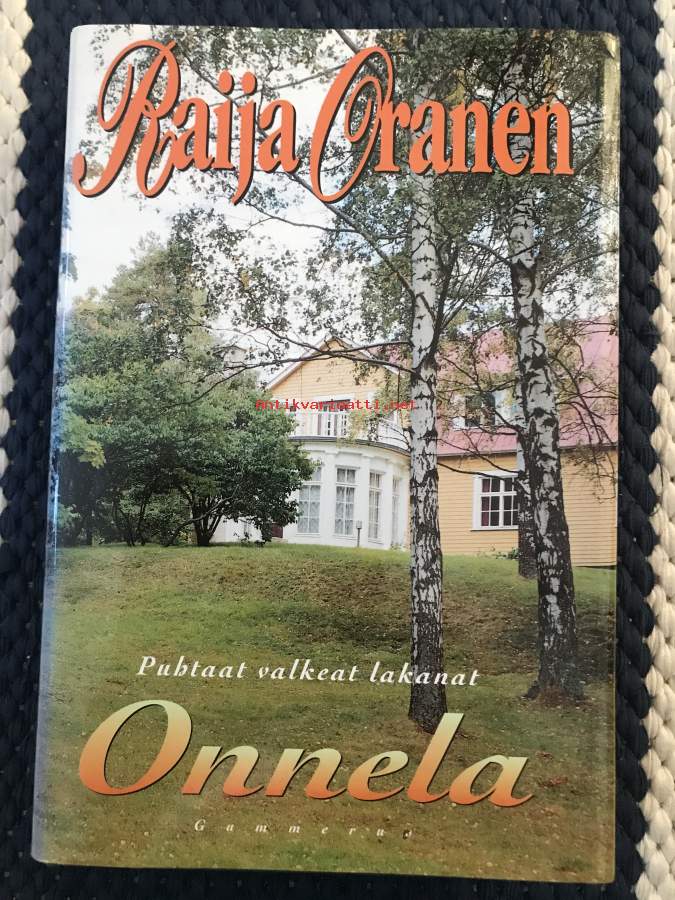 Raija Oranen
Antikvariaatti.net
Puhtaat valkeat lakanat
Onnela
Gummerus